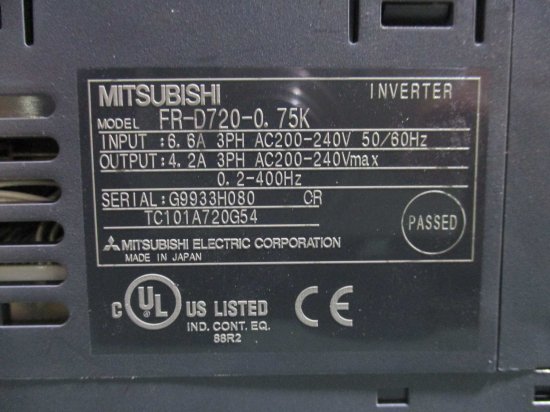 MITSUBISHI INVERTER
MODEL FR-D720-0.75K
INPUT :6.6A 3PH AC200-240V 50/60Hz
OUTPUT:4.2A 3PH AC200-240Vmax
0.2-400Hz
SERIAL:G9933H080 CR
TC101A720G54
PASSED
MITSUBISHI ELECTRIC CORPORATION
MADE IN JAPAN
C UL US LISTED CE
IND. CONT. EQ.
88R2